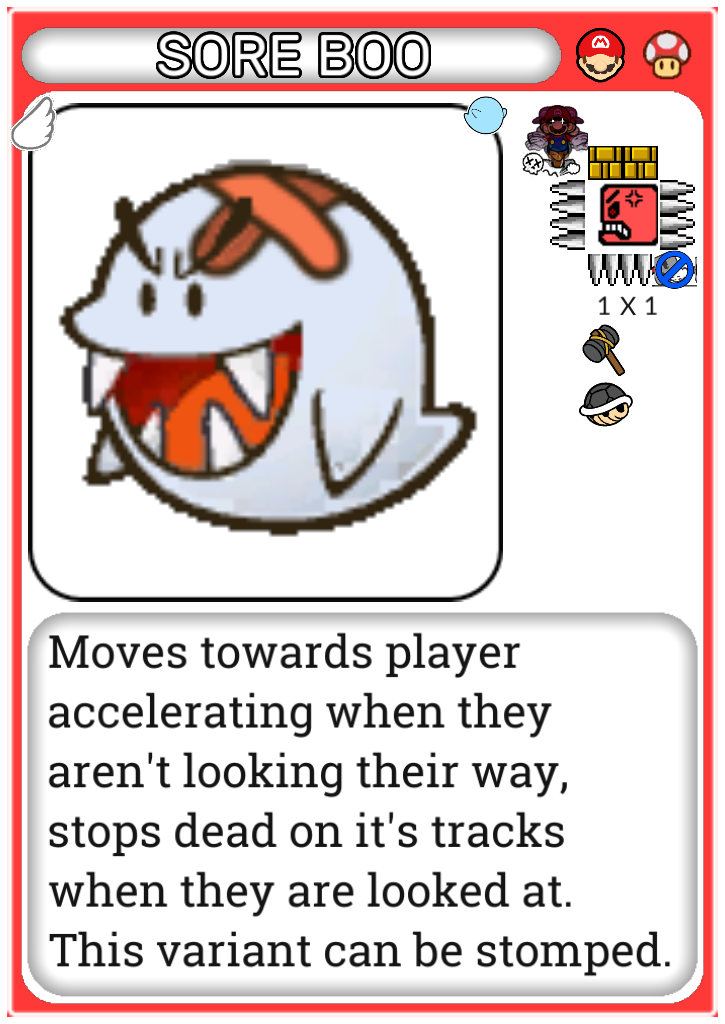 SORE BOO
1 X 1
Moves towards player
accelerating when they
aren't looking their way,
stops dead on it's tracks
when they are looked at.
This variant can be stomped.